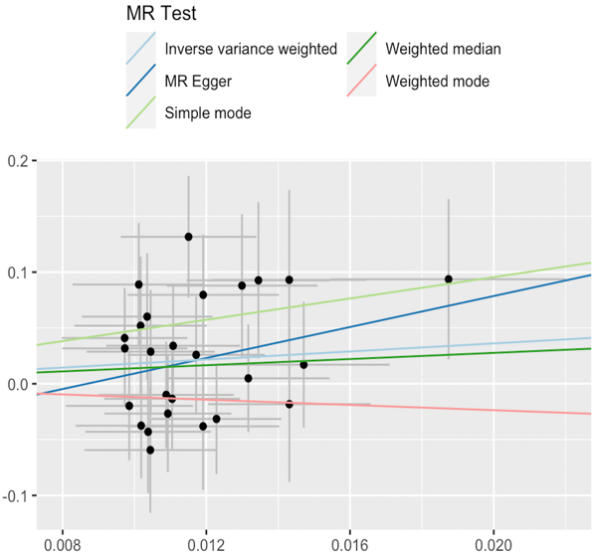 MR Test
Inverse variance weighted
Weighted median
MR Egger
Weighted mode
Simple mode
0.2
0.1
0.0
-0.1
0.008 0.012 0.016 0.020